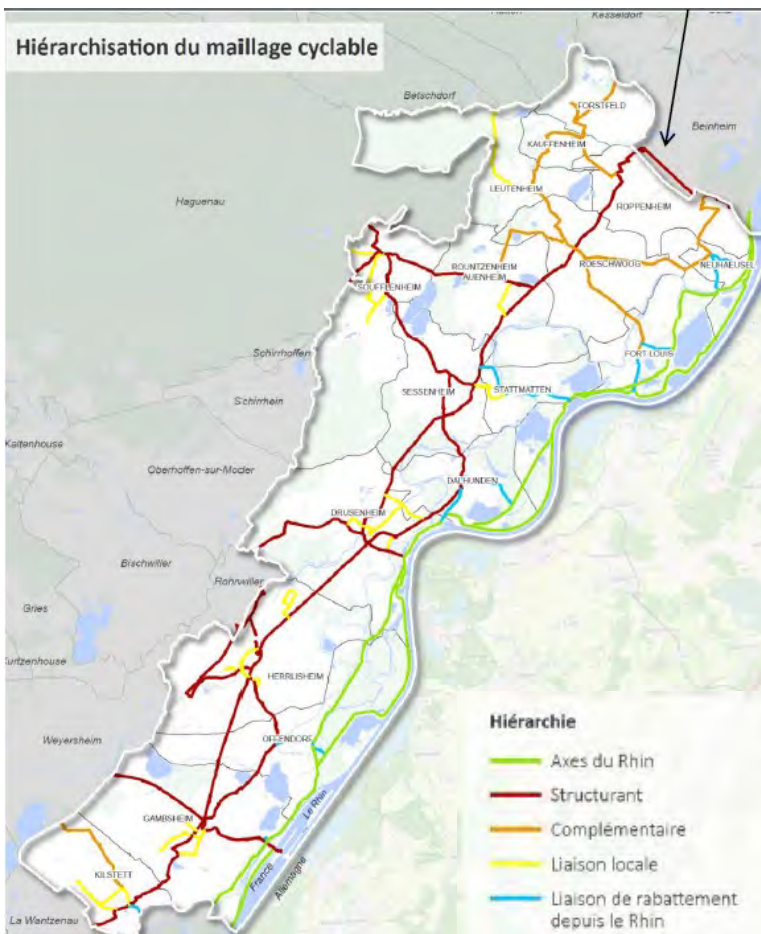 Kesseldorf
Hiérarchisation du maillage cyclable
Betschdorf
FORSTFELD
Beinheim
KAUFFENHEIM
LEUTENHEIM
Haguenau
ROPPENHEIM
ROUNTZENHEIM
AUENHEIM
ROESCHWOOG
NEUHAEUSEL
SOUFFLENHEIM
Schirrhoffen
FORT-LOUIS
STATTMATTEN
SESSENHEIM
Schirrhein
Kaltenhouse
Oberhoffen-sur-Moder
DALHUNDEN
DRUSENHEIM
Bischwiller
Rohrwiller
Gries
Kurtzenhouse
HERRLISHEIM
Weyersheim
OFFENDORF
Le Rhin
GAMBSHEIM
France
Allemagne
KILSTETT
La Wantzenau
Hiérarchie
Axes du Rhin
Structurant
Complémentaire
Liaison locale
Liaison de rabattement
depuis le Rhin